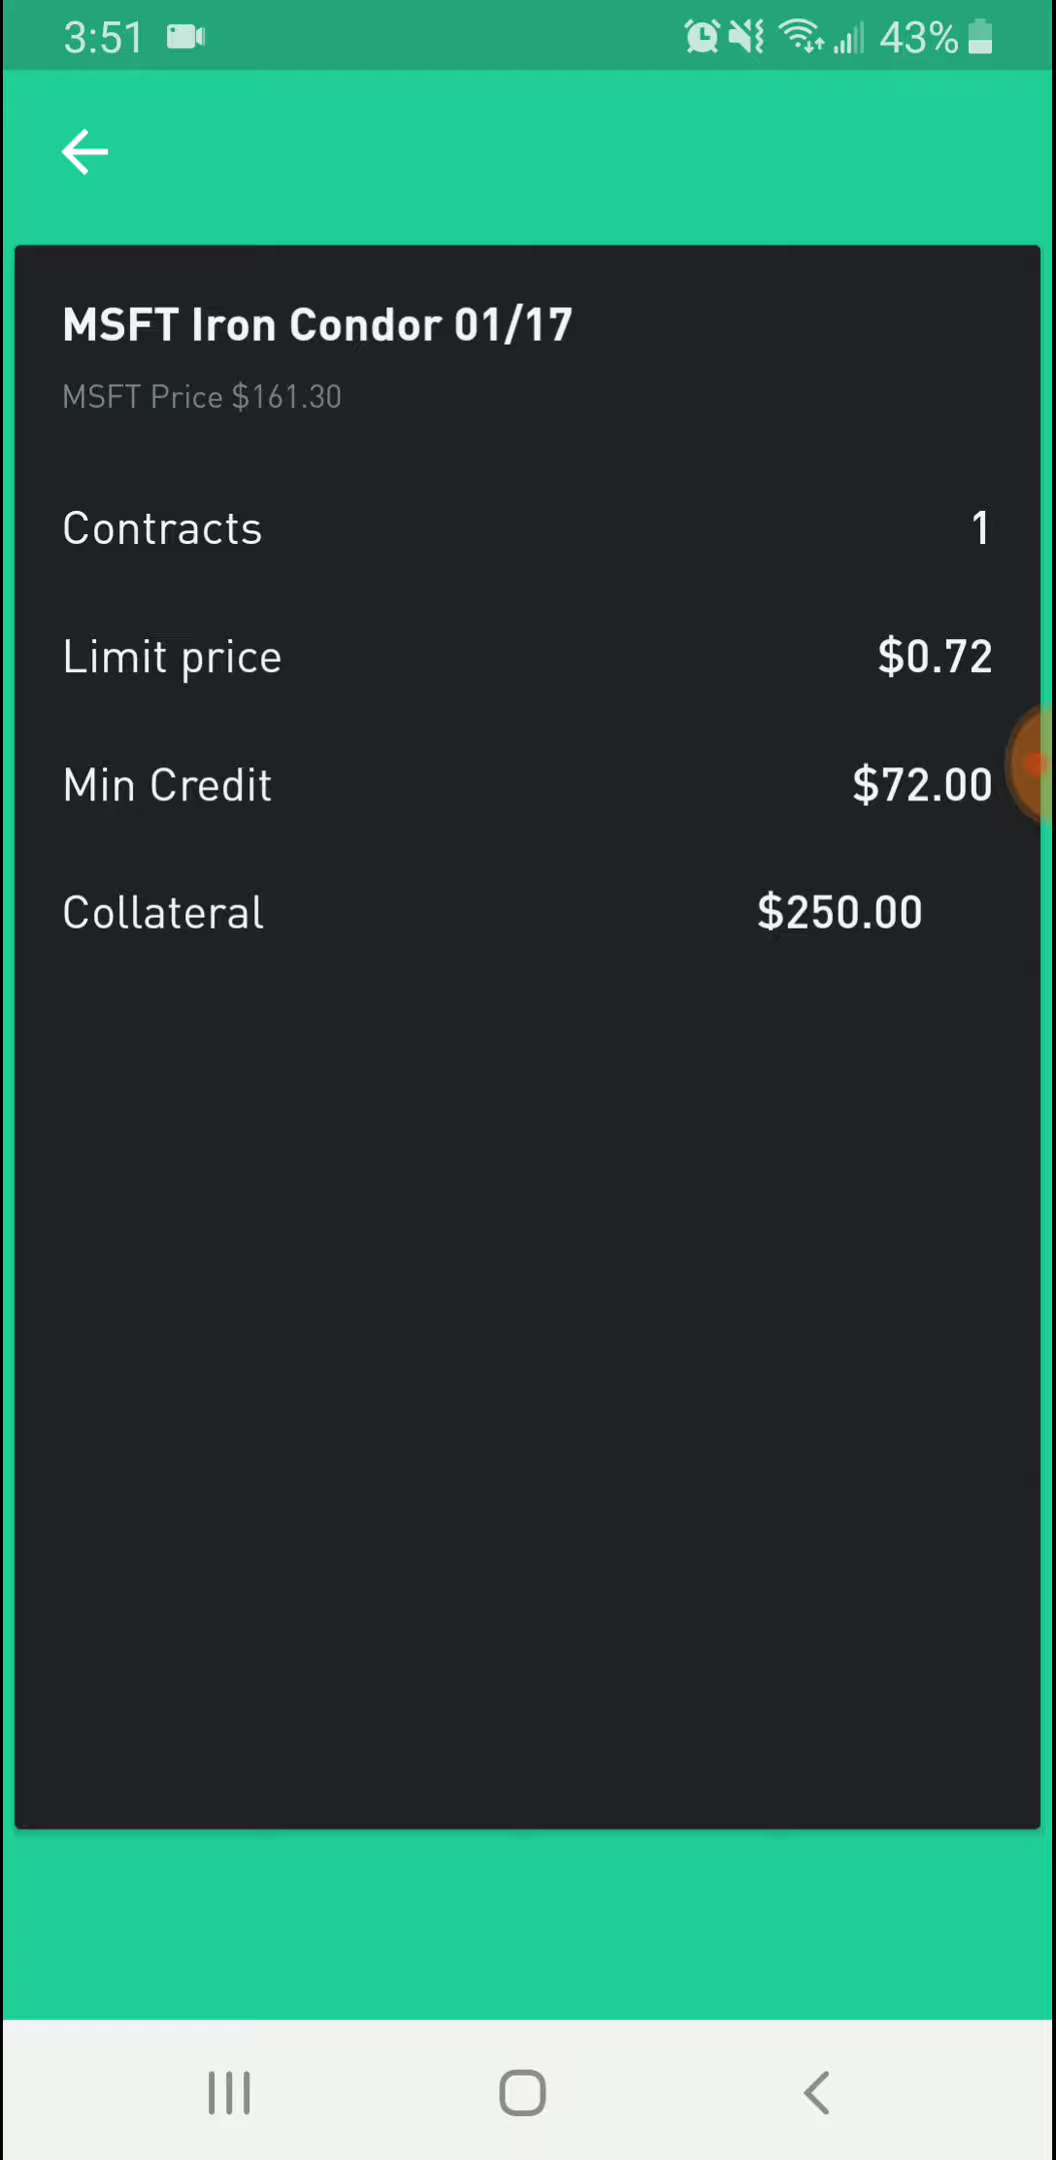 3:51 43%
MSFT Iron Condor 01/17
MSFT Price $161.30
Contracts 1
Limit price $0.72
Min Credit $72.00
Collateral $250.00